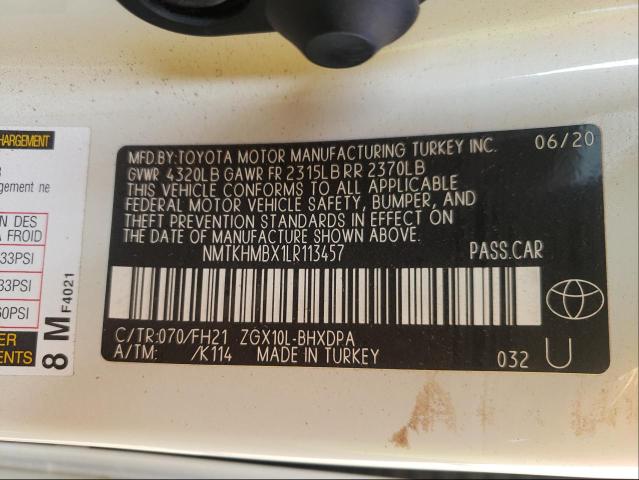 MFD.BY:TOYOTA MOTOR MANUFACTURING TURKEY INC. 06/20
GVWR 4320LB GAWR FR 2315LB RR 2370LB
THIS VEHICLE CONFORMS TO ALL APPLICABLE
FEDERAL MOTOR VEHICLE SAFETY, BUMPER, AND
THEFT PREVENTION STANDARDS IN EFFECT ON
THE DATE OF MANUFACTURE SHOWN ABOVE.
NMTKHMBX1LR113457 PASS.CAR
C/TR:070/FH21 ZGX10L-BHXDPA
A/TM: /K114 MADE IN TURKEY 032 U
HARGEMENT
gement ne
N DES
A FROID
33PSI
33PSI
60PSI
ER
ENTS
8 M F4021